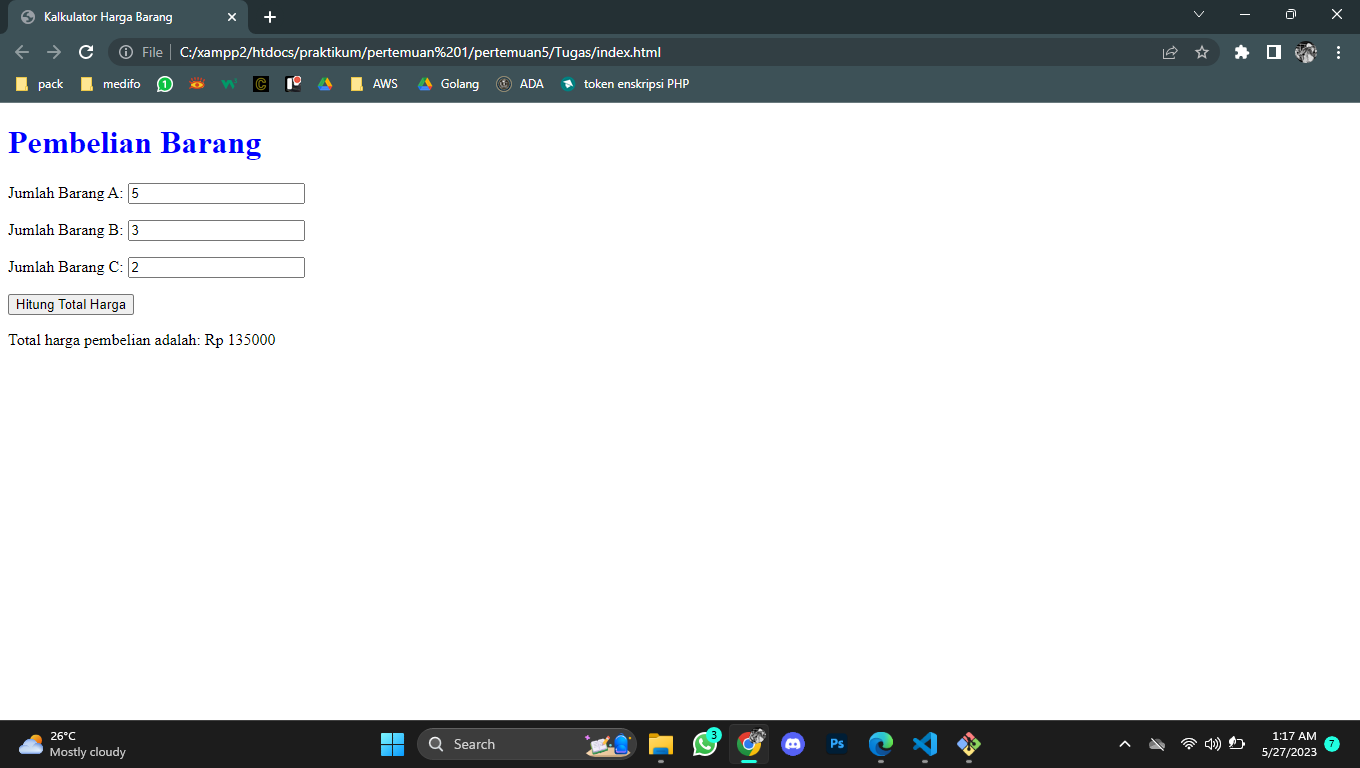 Kalkulator Harga Barang
File
C:/xampp2/htdocs/praktikum/pertemuan%201/pertemuan5/Tugas/index.html
pack medifo 1 AWS Golang ADA token enskripsi PHP
Pembelian Barang
Jumlah Barang A: 5
Jumlah Barang B: 3
Jumlah Barang C: 2
Hitung Total Harga
Total harga pembelian adalah: Rp 135000
26°C
Mostly cloudy
Search
3
Ps
1:17 AM
5/27/2023
7